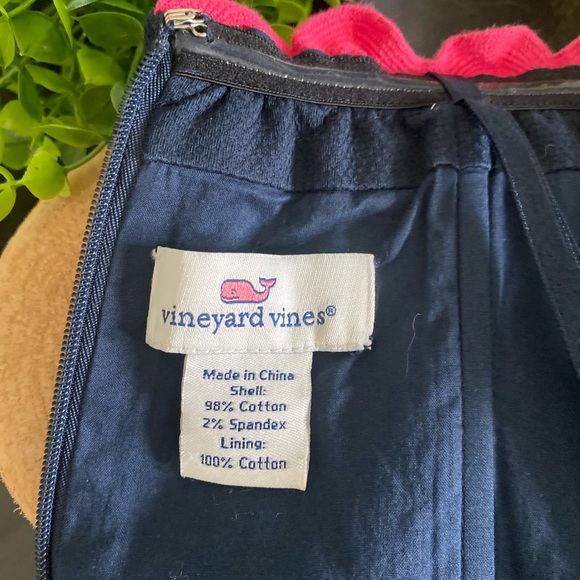 vineyard vines®
Made in China
Shell:
98% Cotton
2% Spandex
Lining:
100% Cotton